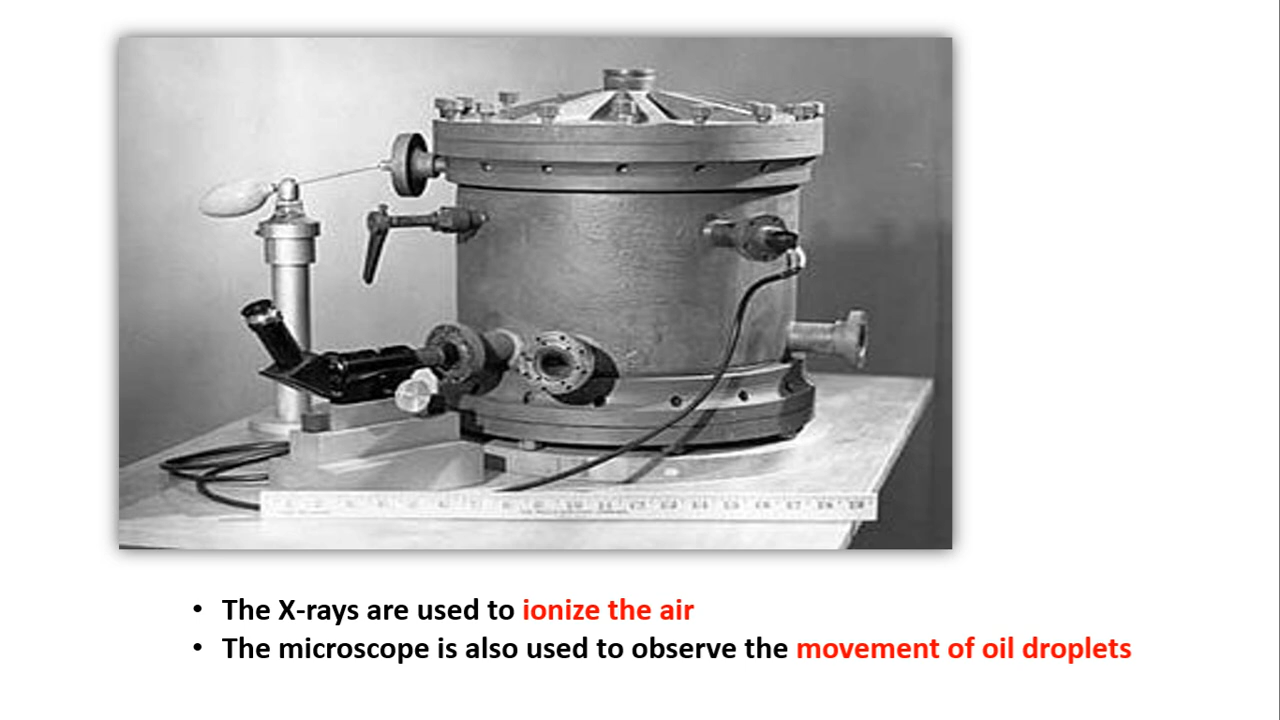 • The X-rays are used to ionize the air
• The microscope is also used to observe the movement of oil droplets